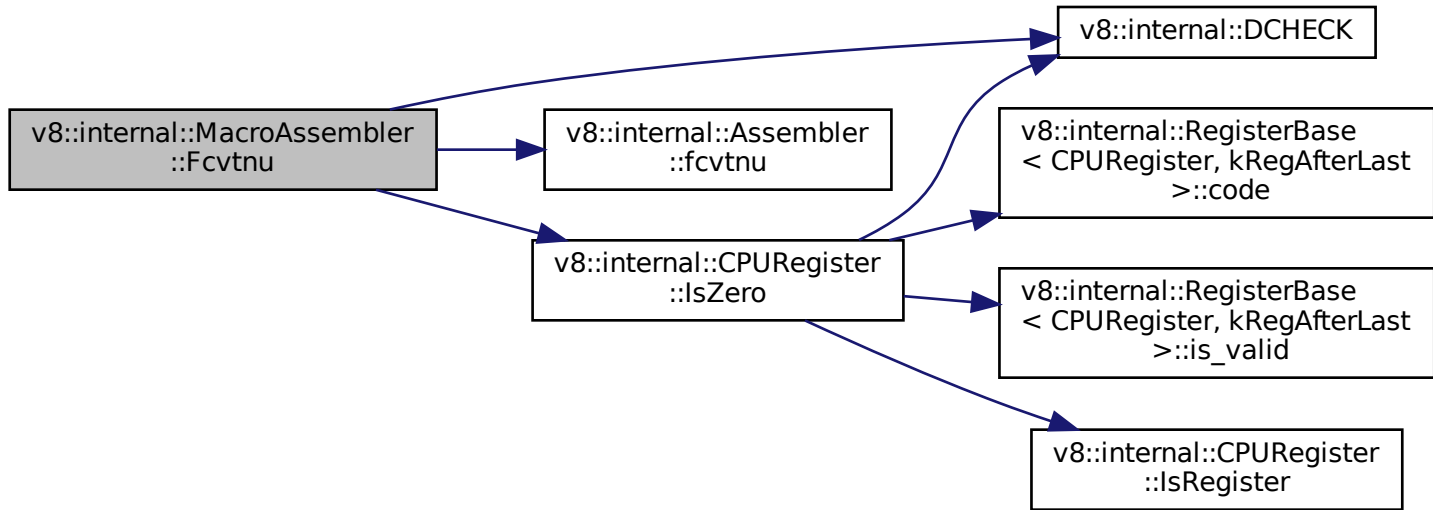 v8::internal::DCHECK
v8::internal::MacroAssembler
::Fcvtnu
v8::internal::Assembler
::fcvtnu
v8::internal::RegisterBase
< CPURegister, kRegAfterLast
>::code
v8::internal::CPURegister
::IsZero
v8::internal::RegisterBase
< CPURegister, kRegAfterLast
>::is_valid
v8::internal::CPURegister
::IsRegister